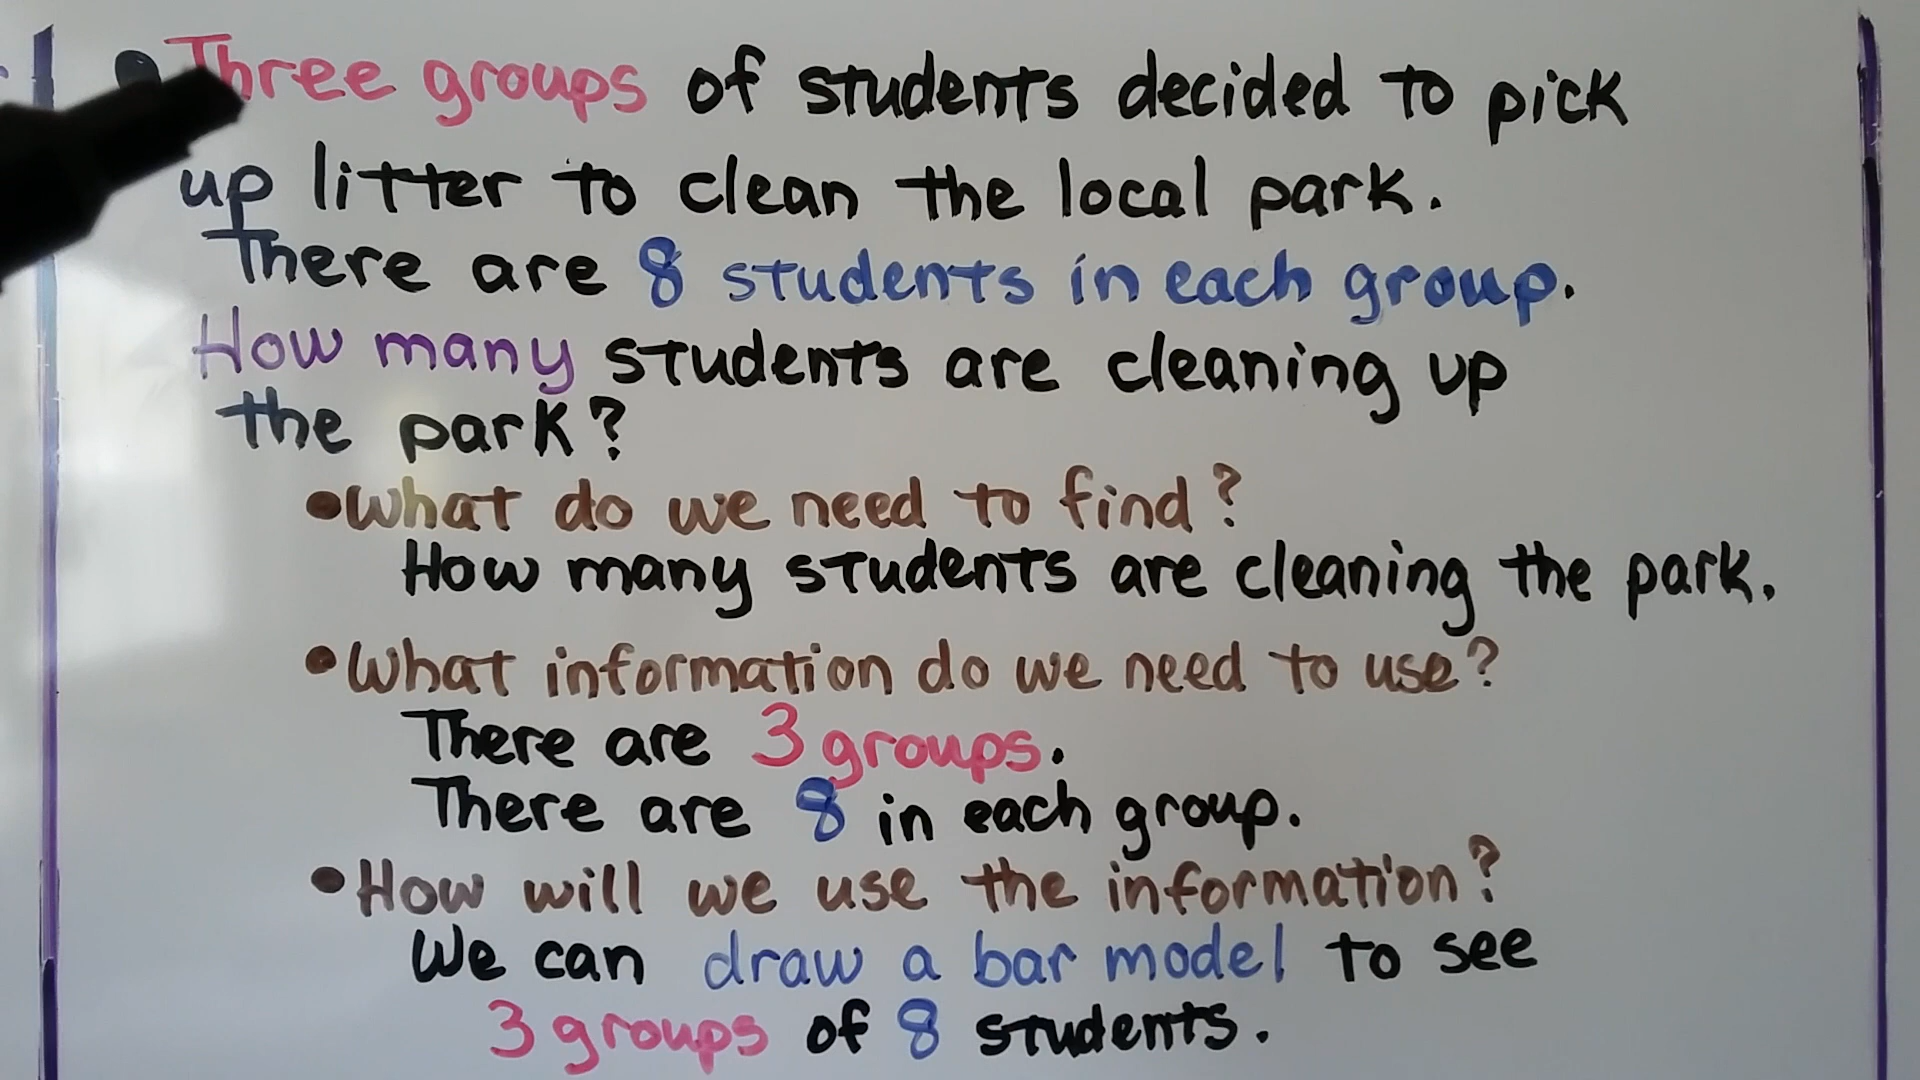 • Three groups of students decided to pick
up litter to clean the local park.
There are 8 students in each group.
How many students are cleaning up
the park?
• What do we need to find?
How many students are cleaning the park.
• What information do we need to use?
There are 3 groups.
There are 8 in each group.
• How will we use the information?
We can draw a bar model to see
3 groups of 8 students.